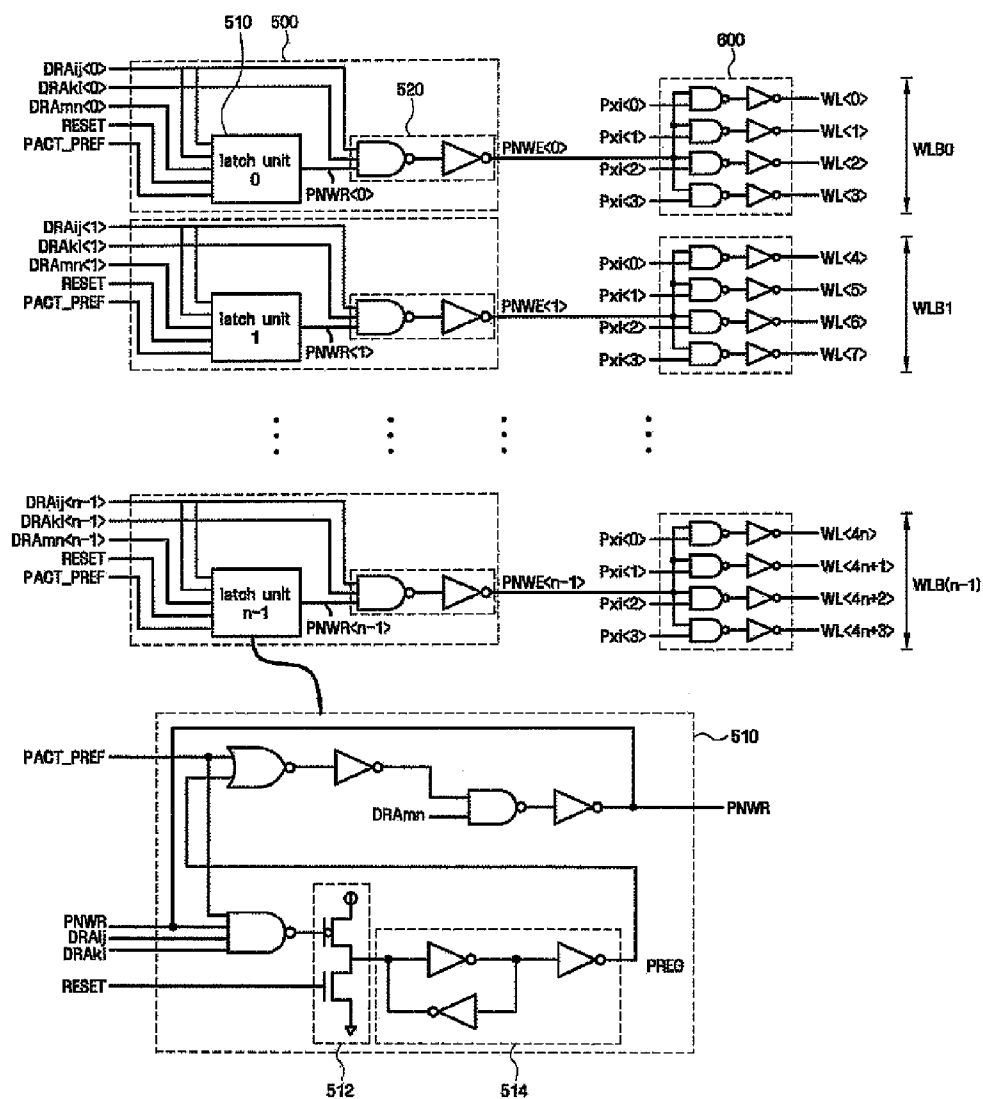 510
500
600
DRAij<0>
DRAkl<0>
DRAmn<0>
RESET
PACT_PREF
latch unit
0
PNWR<0>
520
PNWE<0>
Pxi<0>
Pxi<1>
Pxi<2>
Pxi<3>
WL<0>
WL<1>
WL<2>
WL<3>
WLB0
DRAij<1>
DRAkl<1>
DRAmn<1>
RESET
PACT_PREF
latch unit
1
PNWR<1>
PNWE<1>
Pxi<0>
Pxi<1>
Pxi<2>
Pxi<3>
WL<4>
WL<5>
WL<6>
WL<7>
WLB1
DRAij<n-1>
DRAkl<n-1>
DRAmn<n-1>
RESET
PACT_PREF
latch unit
n-1
PNWR<n-1>
PNWE<n-1>
Pxi<0>
Pxi<1>
Pxi<2>
Pxi<3>
WL<4n>
WL<4n+1>
WL<4n+2>
WL<4n+3>
WLB(n-1)
510
PACT_PREF
DRAmn
PNWR
PNWR
DRAij
DRAkl
RESET
PREG
512
514